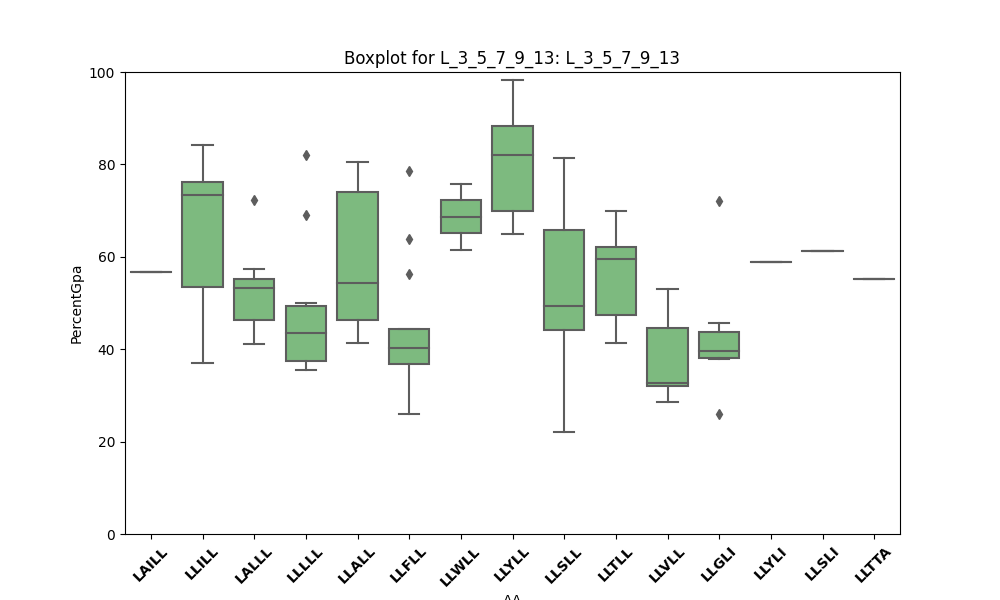 Boxplot for L_3_5_7_9_13: L_3_5_7_9_13
100
80
60
40
20
0
PercentGpa
LAILL LLILL LALLL LLLLL LLALL LLFLL LLWLL LLYLL LLSLL LLTLL LLVLL LLGLI LLYLI LLSLI LLTTA
AA